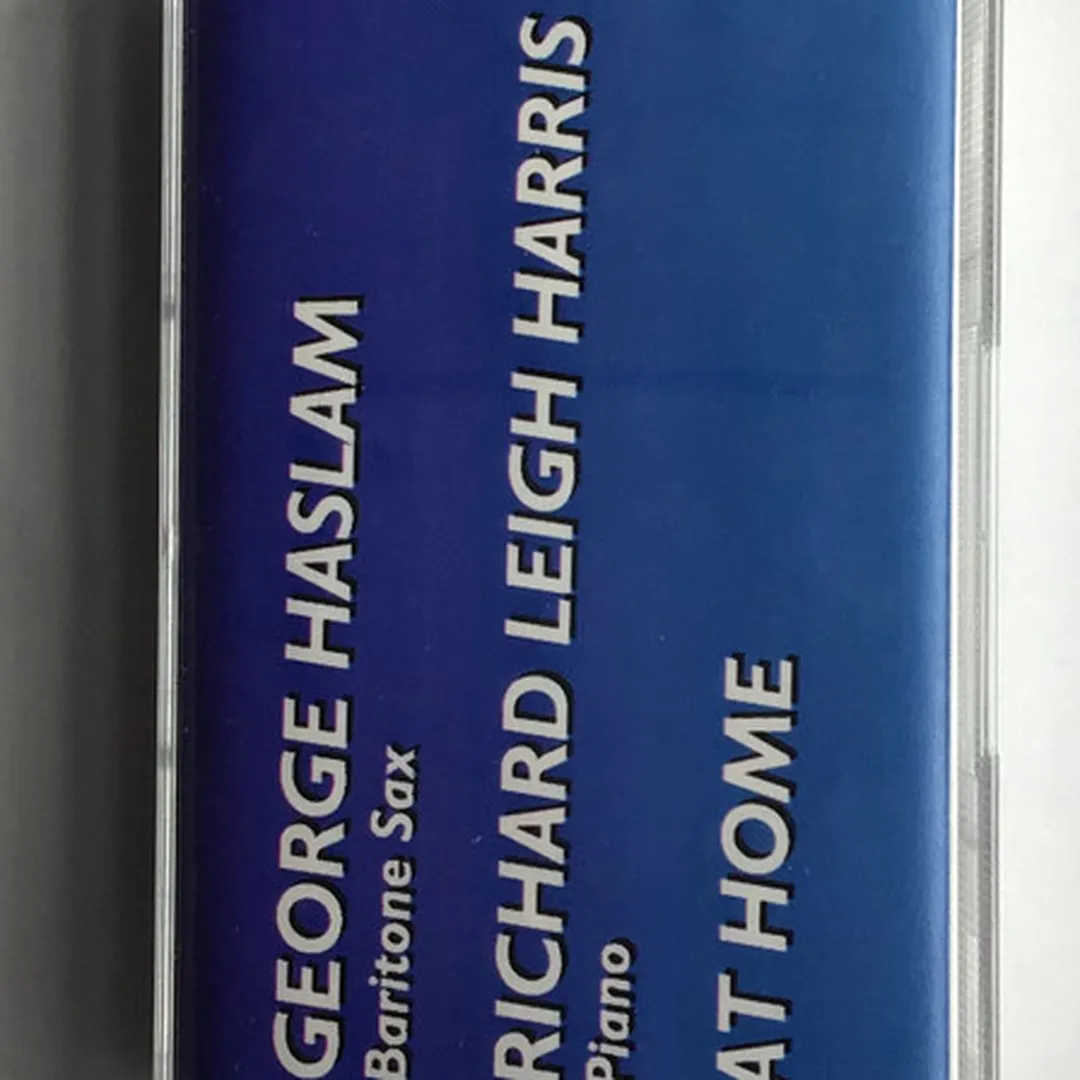 GEORGE HASLAM
Baritone Sax
RICHARD LEIGH HARRIS
Piano
AT HOME